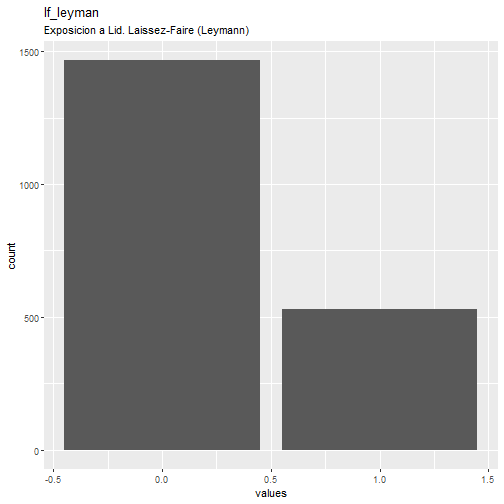 lf_leyman
Exposicion a Lid. Laissez-Faire (Leymann)
1500
1000
500
0
count
-0.5 0.0 0.5 1.0 1.5
values